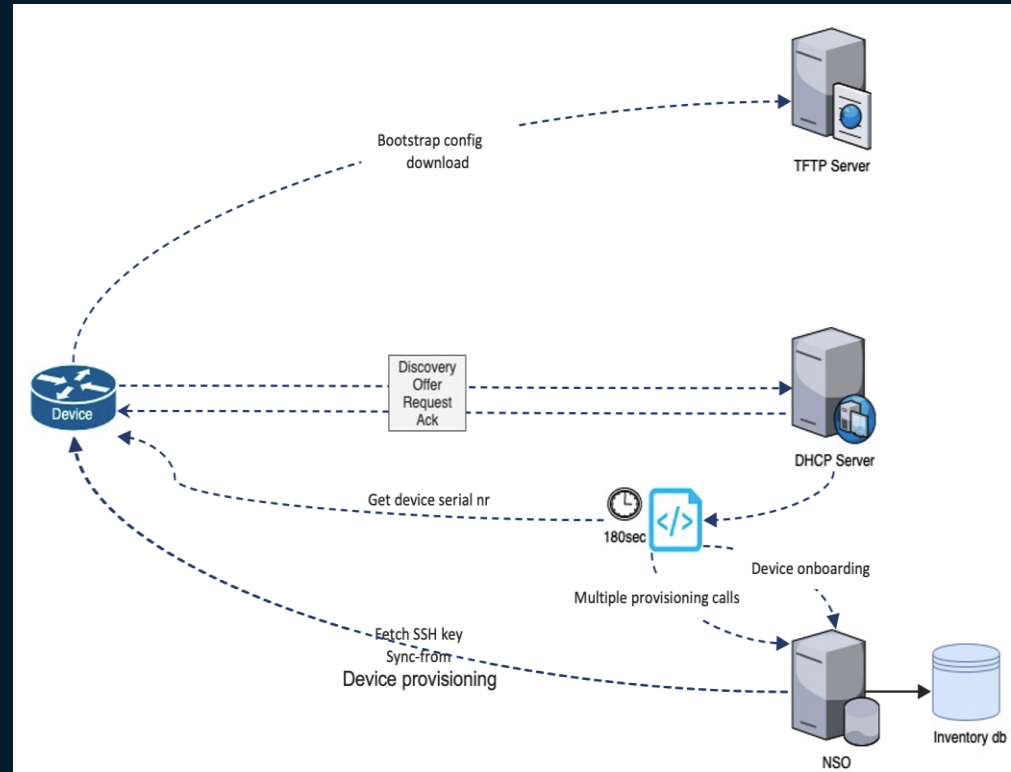 Bootstrap config
download
TFTP Server
Discovery
Offer
Request
Ack
Device
DHCP Server
Get device serial nr
180sec
</>
Device onboarding
Multiple provisioning calls
Fetch SSH key
Sync-from
Device provisioning
Inventory db
NSO